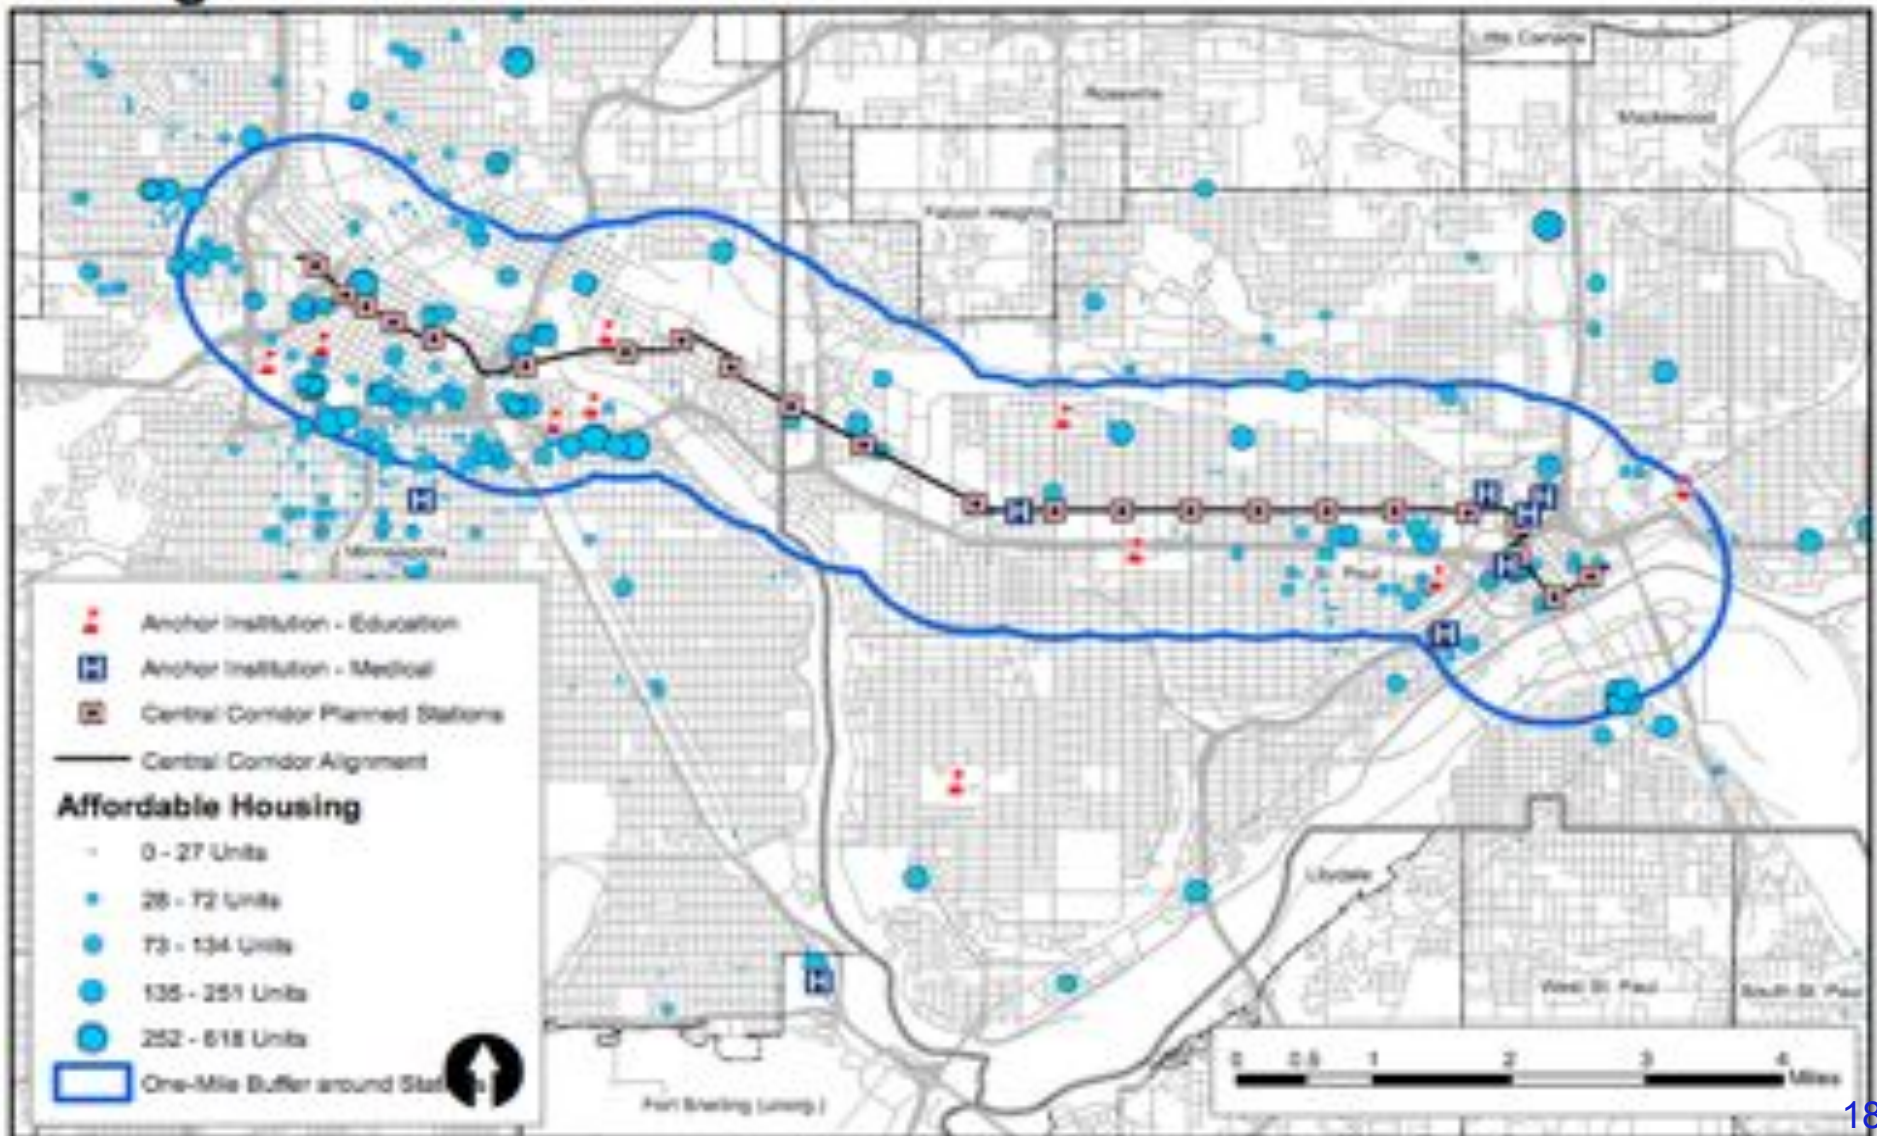 Little Canada
Roseville
Maplewood
Falcon Heights
Minneapolis
Paul
Anchor Institution - Education
Anchor Institution - Medical
Central Corridor Planned Stations
Central Corridor Alignment
Affordable Housing
0 - 27 Units
28 - 72 Units
73 - 134 Units
135 - 251 Units
252 - 618 Units
One-Mile Buffer around
Lilydale
West St. Paul
South St. Paul
Fort Snelling (unorg.)
0 0.5 1 2 3 4
Miles
18